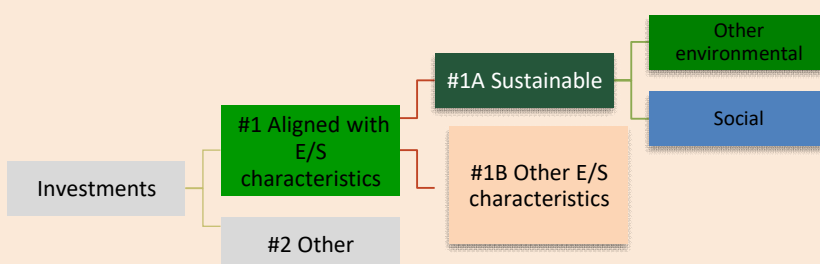 Other
environmental
#1A Sustainable
#1 Aligned with
E/S
characteristics
Social
#1B Other E/S
characteristics
Investments
#2 Other